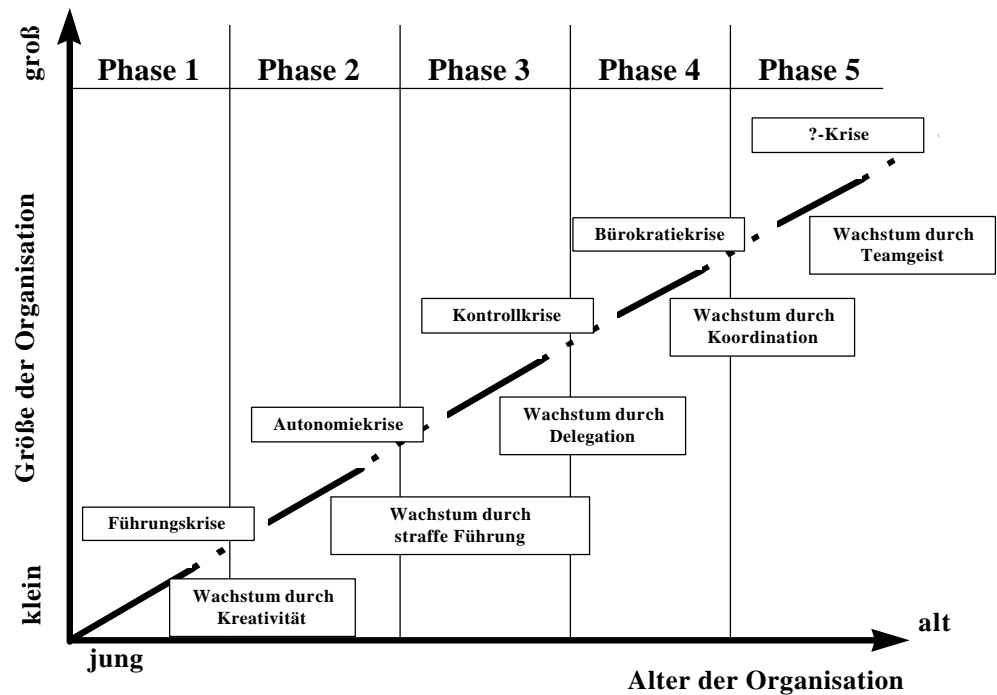 groß
Phase 1
Phase 2
Phase 3
Phase 4
Phase 5
?-Krise
Bürokratiekrise
Wachstum durch
Teamgeist
Kontrollkrise
Wachstum durch
Koordination
Größe der Organisation
Autonomiekrise
Wachstum durch
Delegation
Führungskrise
Wachstum durch
straffe Führung
klein
Wachstum durch
Kreativität
jung
alt
Alter der Organisation